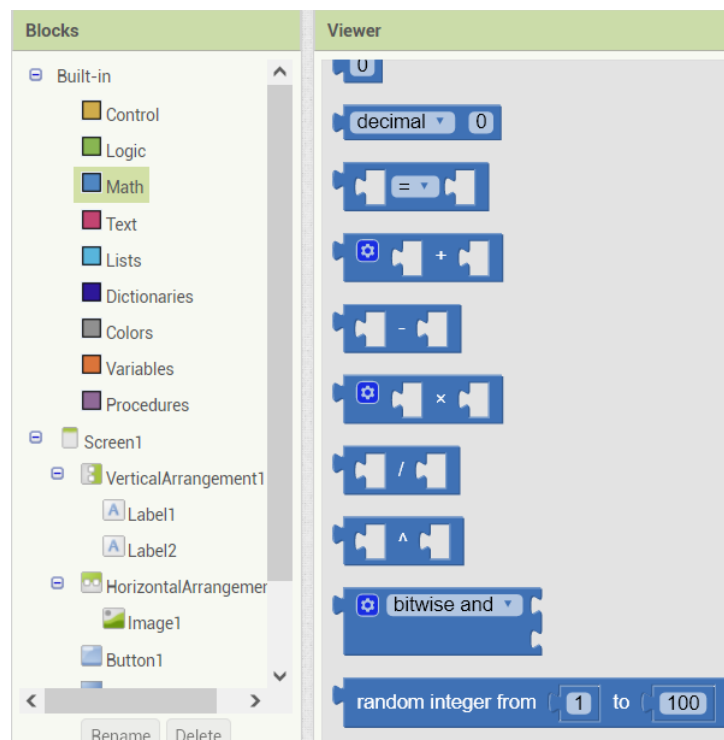 Blocks
Built-in
Control
Logic
Math
Text
Lists
Dictionaries
Colors
Variables
Procedures
Screen1
VerticalArrangement1
A Label1
A Label2
HorizontalArrangemer
Image1
Button1
Rename Delete
Viewer
0
decimal 0
=
+
-
×
/
^
bitwise and
random integer from 1 to 100